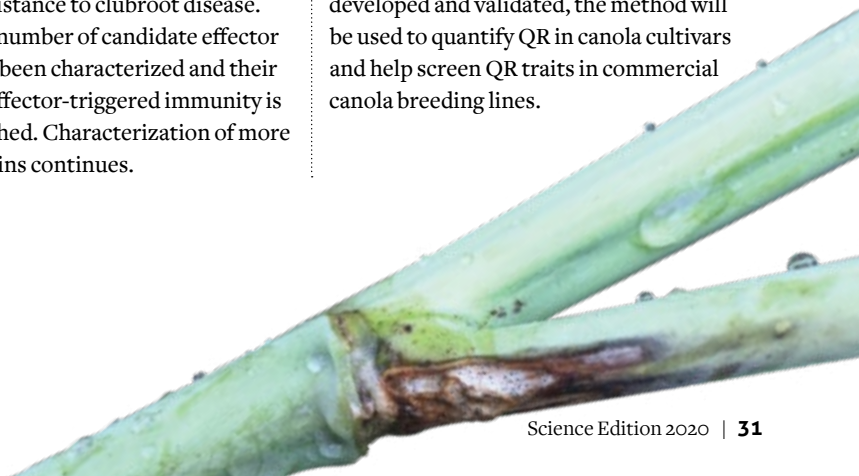 istance to clubroot disease.
number of candidate effector
been characterized and their
ffector-triggered immunity is
hed. Characterization of more
ins continues.
developed and validated, the method will
be used to quantify QR in canola cultivars
and help screen QR traits in commercial
canola breeding lines.
Science Edition 2020 | 31